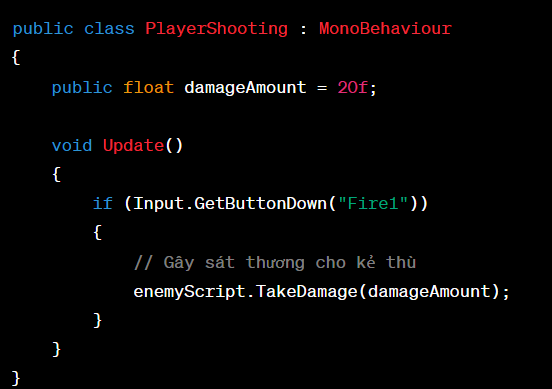 public class PlayerShooting : MonoBehaviour
{
    public float damageAmount = 20f;

    void Update()
    {
        if (Input.GetButtonDown("Fire1"))
        {
            // Gây sát thương cho kẻ thù
            enemyScript.TakeDamage(damageAmount);
        }
    }
}